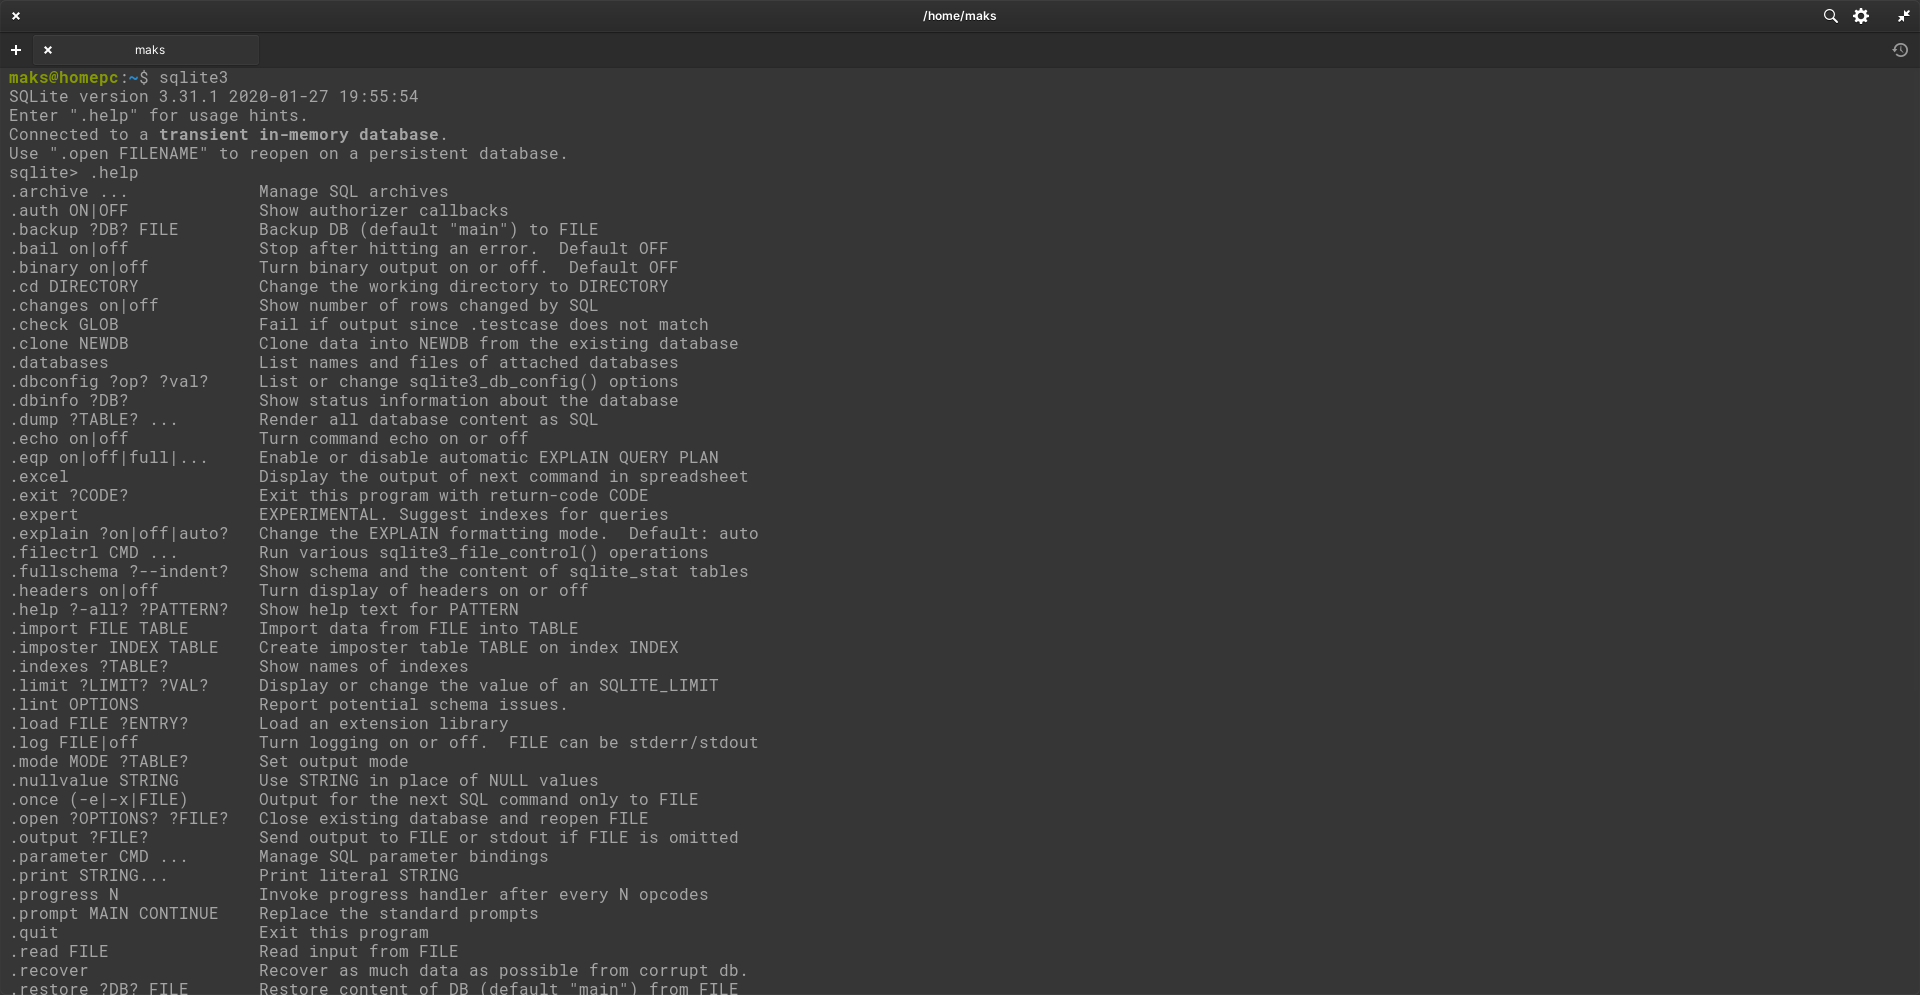 /home/maks
maks
maks@homepc:~$ sqlite3
SQLite version 3.31.1 2020-01-27 19:55:54
Enter ".help" for usage hints.
Connected to a transient in-memory database.
Use ".open FILENAME" to reopen on a persistent database.
sqlite> .help
.archive ...             Manage SQL archives
.auth ON|OFF             Show authorizer callbacks
.backup ?DB? FILE        Backup DB (default "main") to FILE
.bail on|off             Stop after hitting an error.  Default OFF
.binary on|off           Turn binary output on or off.  Default OFF
.cd DIRECTORY            Change the working directory to DIRECTORY
.changes on|off          Show number of rows changed by SQL
.check GLOB              Fail if output since .testcase does not match
.clone NEWDB             Clone data into NEWDB from the existing database
.databases               List names and files of attached databases
.dbconfig ?op? ?val?     List or change sqlite3_db_config() options
.dbinfo ?DB?             Show status information about the database
.dump ?TABLE? ...        Render all database content as SQL
.echo on|off             Turn command echo on or off
.eqp on|off|full|...     Enable or disable automatic EXPLAIN QUERY PLAN
.excel                   Display the output of next command in spreadsheet
.exit ?CODE?             Exit this program with return-code CODE
.expert                  EXPERIMENTAL. Suggest indexes for queries
.explain ?on|off|auto?   Change the EXPLAIN formatting mode.  Default: auto
.filectrl CMD ...        Run various sqlite3_file_control() operations
.fullschema ?--indent?   Show schema and the content of sqlite_stat tables
.headers on|off          Turn display of headers on or off
.help ?-all? ?PATTERN?   Show help text for PATTERN
.import FILE TABLE       Import data from FILE into TABLE
.imposter INDEX TABLE    Create imposter table TABLE on index INDEX
.indexes ?TABLE?         Show names of indexes
.limit ?LIMIT? ?VAL?     Display or change the value of an SQLITE_LIMIT
.lint OPTIONS            Report potential schema issues.
.load FILE ?ENTRY?       Load an extension library
.log FILE|off            Turn logging on or off.  FILE can be stderr/stdout
.mode MODE ?TABLE?       Set output mode
.nullvalue STRING        Use STRING in place of NULL values
.once (-e|-x|FILE)       Output for the next SQL command only to FILE
.open ?OPTIONS? ?FILE?   Close existing database and reopen FILE
.output ?FILE?           Send output to FILE or stdout if FILE is omitted
.parameter CMD ...       Manage SQL parameter bindings
.print STRING...         Print literal STRING
.progress N              Invoke progress handler after every N opcodes
.prompt MAIN CONTINUE    Replace the standard prompts
.quit                    Exit this program
.read FILE               Read input from FILE
.recover                 Recover as much data as possible from corrupt db.
.restore ?DB? FILE       Restore content of DB (default "main") from FILE